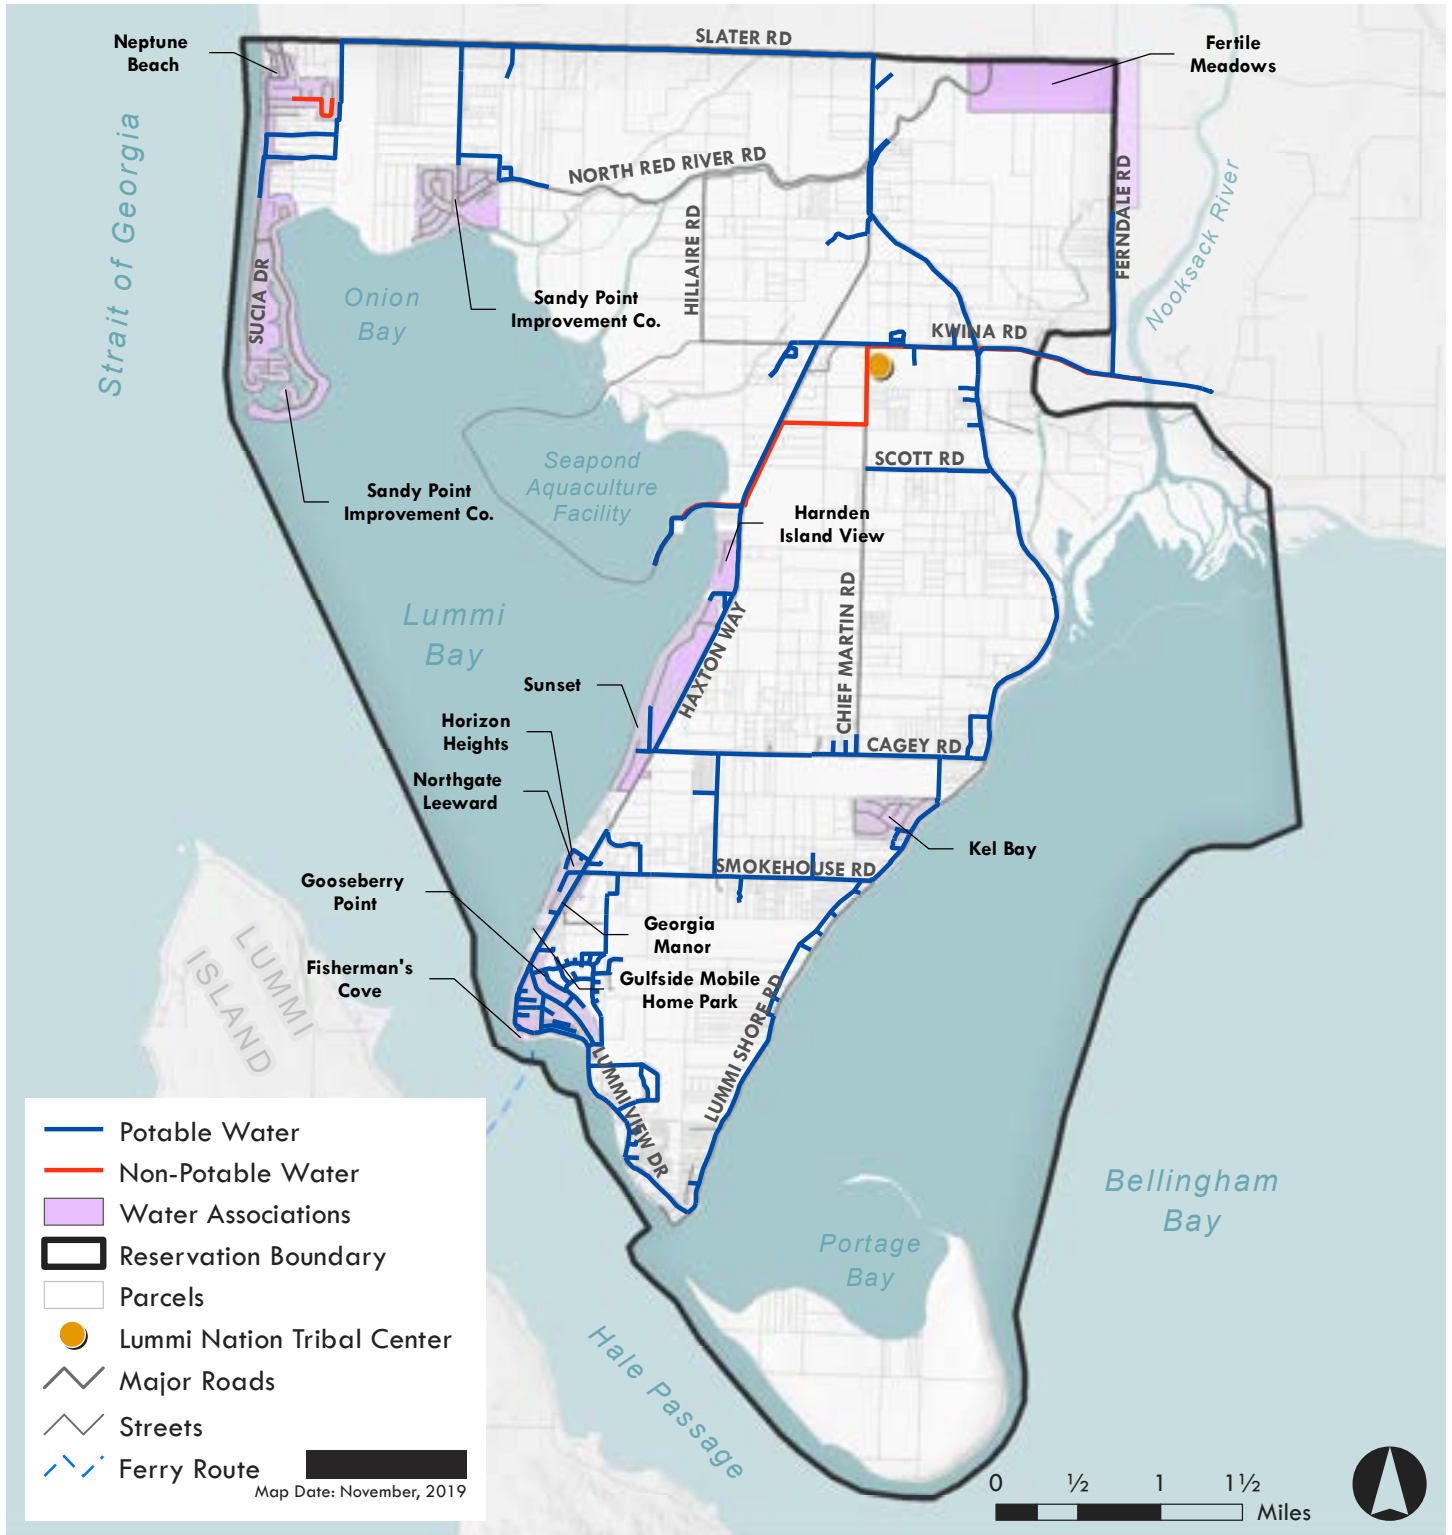 SLATER RD
Neptune
Beach
Fertile
Meadows
Strait of Georgia
NORTH RED RIVER RD
FERNDALE RD
Nooksack River
HILLAIRE RD
SUCIA DR
Onion
Bay
Sandy Point
Improvement Co.
KWINA RD
Sandy Point
Improvement Co.
Seapond
Aquaculture
Facility
SCOTT RD
Harnden
Island View
Lummi
Bay
HAXTON WAY
CHIEF MARTIN RD
Sunset
Horizon
Heights
CAGEY RD
Northgate
Leeward
Kel Bay
SMOKEHOUSE RD
Gooseberry
Point
Georgia
Manor
LUMMI
ISLAND
Fisherman's
Cove
Gulfside Mobile
Home Park
LUMMI SHORE RD
LUMMI VIEW DR
Bellingham
Bay
Portage
Bay
Hale Passage
Potable Water
Non-Potable Water
Water Associations
Reservation Boundary
Parcels
Lummi Nation Tribal Center
Major Roads
Streets
Ferry Route
Map Date: November, 2019
0 ½ 1 1½
Miles